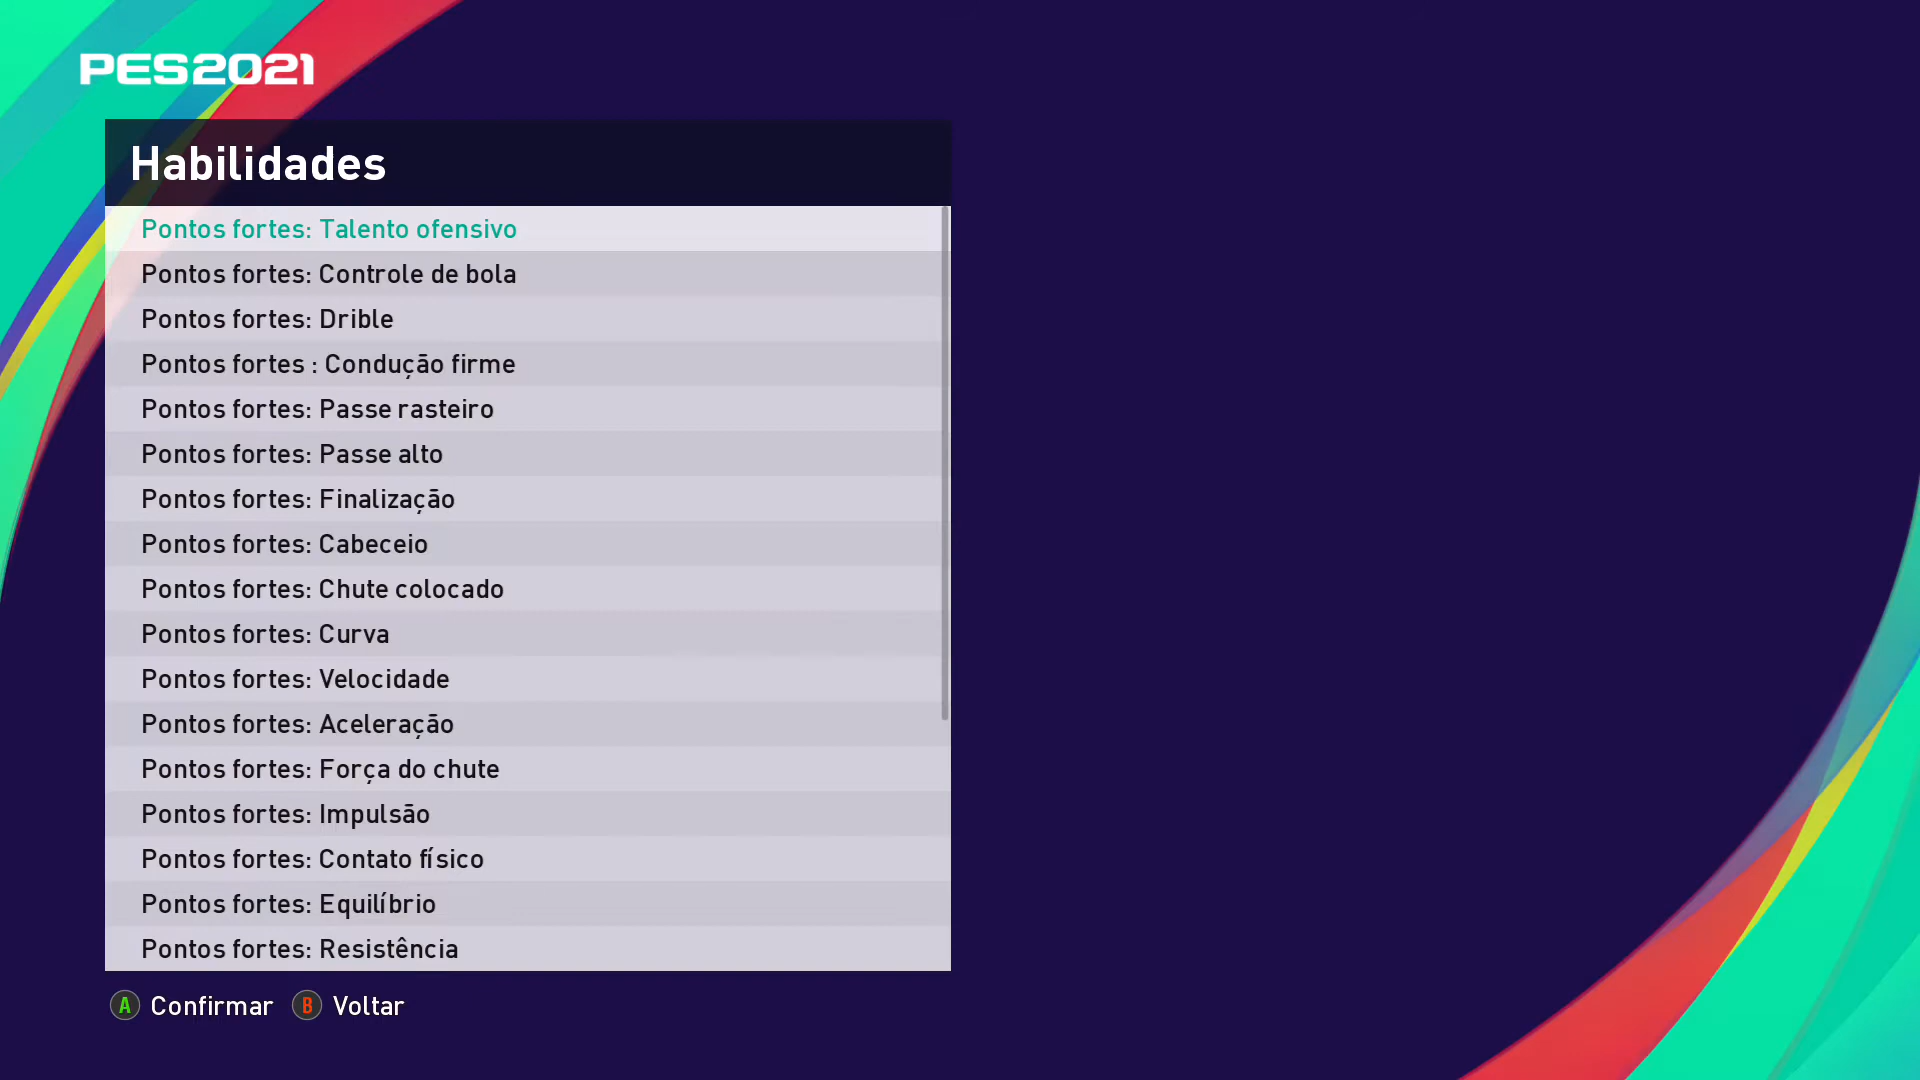 PES2021
Habilidades
Pontos fortes: Talento ofensivo
Pontos fortes: Controle de bola
Pontos fortes: Drible
Pontos fortes : Condução firme
Pontos fortes: Passe rasteiro
Pontos fortes: Passe alto
Pontos fortes: Finalização
Pontos fortes: Cabeceio
Pontos fortes: Chute colocado
Pontos fortes: Curva
Pontos fortes: Velocidade
Pontos fortes: Aceleração
Pontos fortes: Força do chute
Pontos fortes: Impulsão
Pontos fortes: Contato físico
Pontos fortes: Equilíbrio
Pontos fortes: Resistência
A Confirmar B Voltar